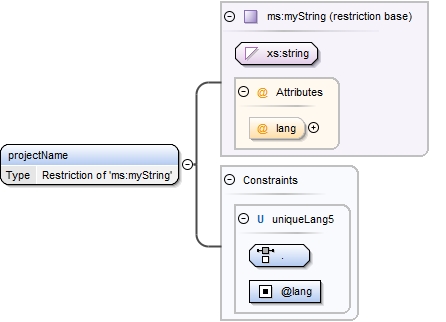 ms:myString (restriction base)
xs:string
@ Attributes
@ lang
projectName
Type Restriction of 'ms:myString'
Constraints
U uniqueLang5
.
@lang